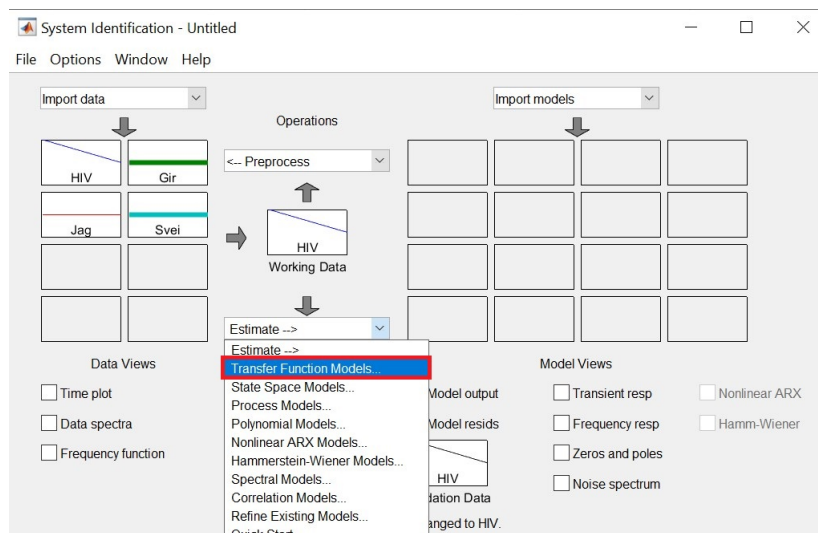 System Identification - Untitled
File Options Window Help
Import data
Import models
Operations
<-- Preprocess
HIV
Gir
Jag
Svei
HIV
Working Data
Estimate -->
Estimate -->
Transfer Function Models...
State Space Models...
Process Models...
Polynomial Models...
Nonlinear ARX Models...
Hammerstein-Wiener Models...
Spectral Models...
Correlation Models...
Refine Existing Models...
Data Views
Time plot
Data spectra
Frequency function
Model Views
Model output
Transient resp
Nonlinear ARX
Model resids
Frequency resp
Hamm-Wiener
Zeros and poles
HIV
Noise spectrum
dation Data
anged to HIV.